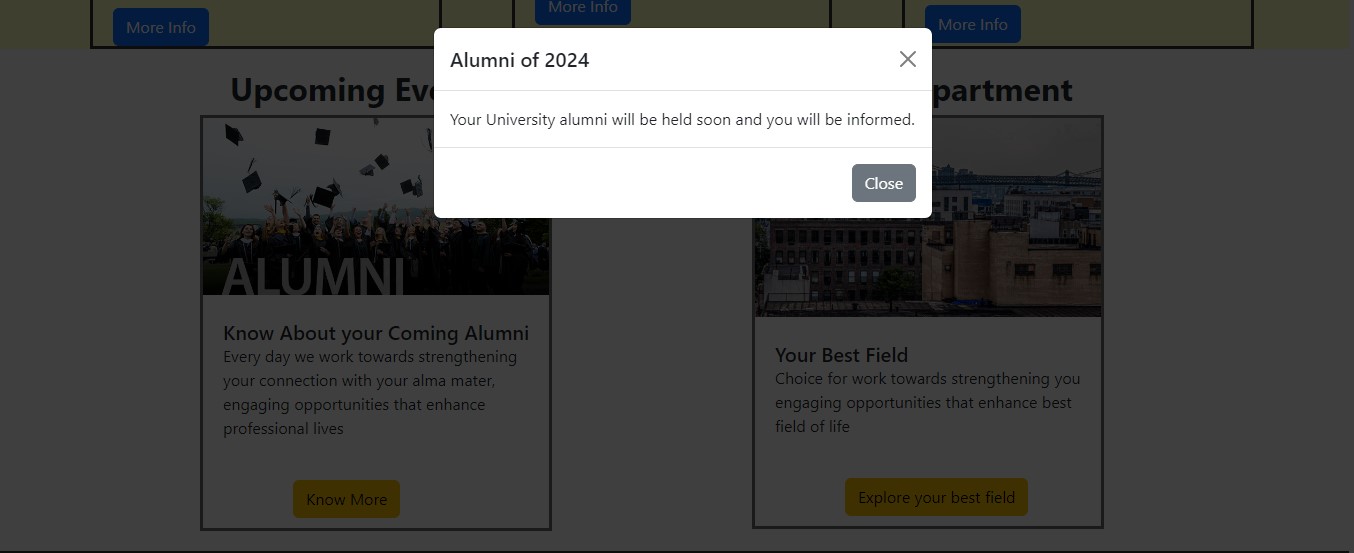 More Info
More Info
More Info
Alumni of 2024
Your University alumni will be held soon and you will be informed.
Close
Upcoming Eve
partment
ALUMNI
Know About your Coming Alumni
Every day we work towards strengthening
your connection with your alma mater,
engaging opportunities that enhance
professional lives
Know More
Your Best Field
Choice for work towards strengthening you
engaging opportunities that enhance best
field of life
Explore your best field